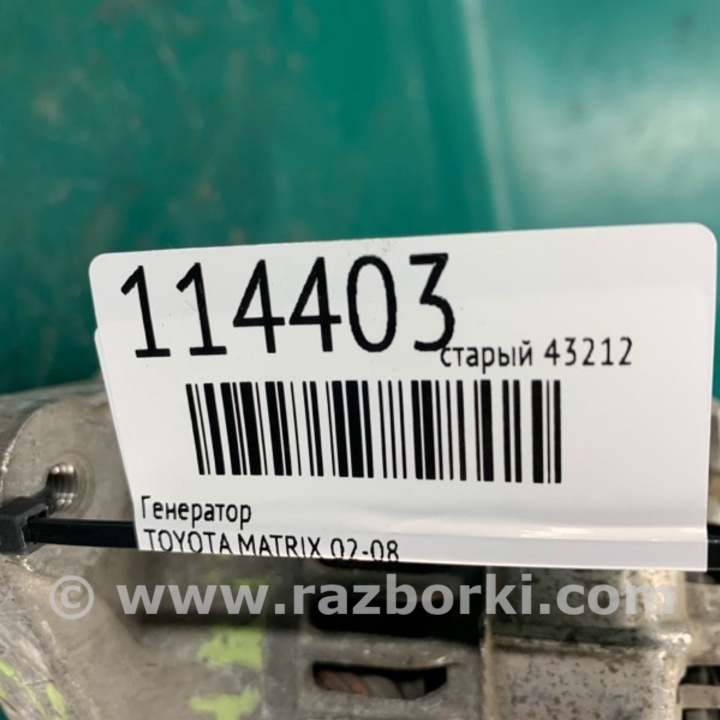 114403
старый 43212
Генератор
TOYOTA MATRIX 02-08
© www.razborki.com